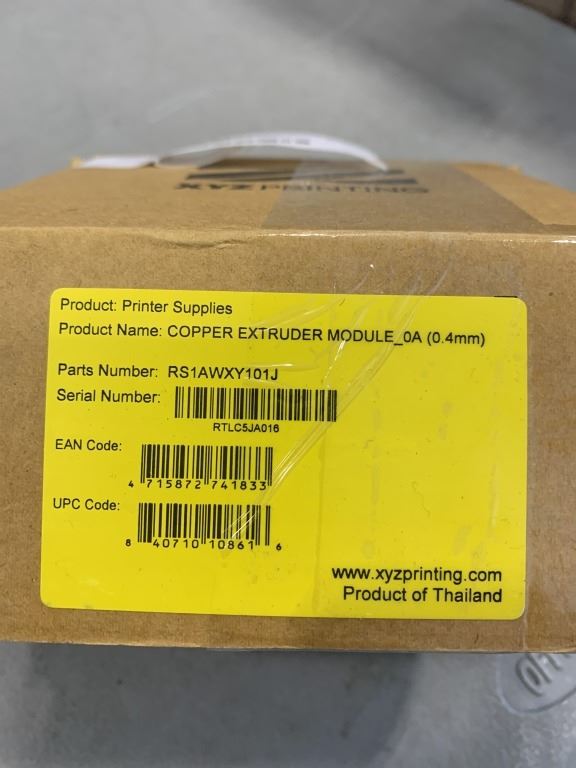 XYZPRINTING
Product: Printer Supplies
Product Name: COPPER EXTRUDER MODULE_0A (0.4mm)
Parts Number: RS1AWXY101J
Serial Number:
RTLC5JA016
EAN Code:
4 715872 741833
UPC Code:
8 40710 10861 6
www.xyzprinting.com
Product of Thailand